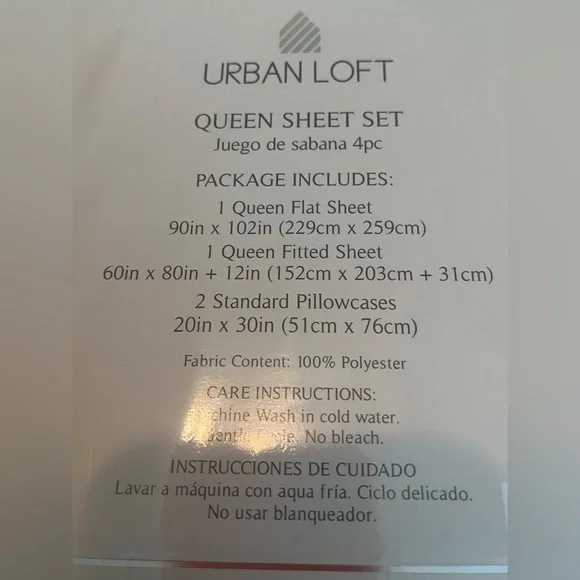 URBAN LOFT
QUEEN SHEET SET
Juego de sabana 4pc
PACKAGE INCLUDES:
1 Queen Flat Sheet
90in x 102in (229cm x 259cm)
1 Queen Fitted Sheet
60in x 80in + 12in (152cm x 203cm + 31cm)
2 Standard Pillowcases
20in x 30in (51cm x 76cm)
Fabric Content: 100% Polyester
CARE INSTRUCTIONS:
Wash in cold water.
No bleach.
INSTRUCCIONES DE CUIDADO
Lavar a máquina con aqua fría. Ciclo delicado.
No usar blanqueador.